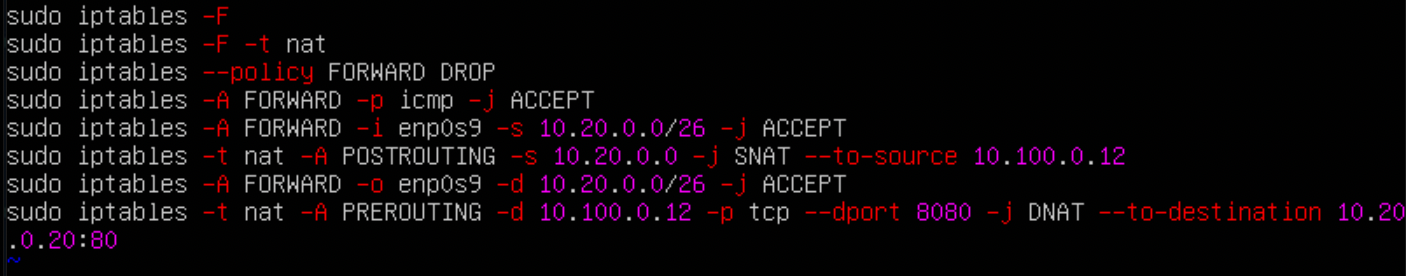 sudo iptables -F
sudo iptables -F -t nat
sudo iptables --policy FORWARD DROP
sudo iptables -A FORWARD -p icmp -j ACCEPT
sudo iptables -A FORWARD -i enp0s9 -s 10.20.0.0/26 -j ACCEPT
sudo iptables -t nat -A POSTROUTING -s 10.20.0.0 -j SNAT --to-source 10.100.0.12
sudo iptables -A FORWARD -o enp0s9 -d 10.20.0.0/26 -j ACCEPT
sudo iptables -t nat -A PREROUTING -d 10.100.0.12 -p tcp --dport 8080 -j DNAT --to-destination 10.20
.0.20:80
~